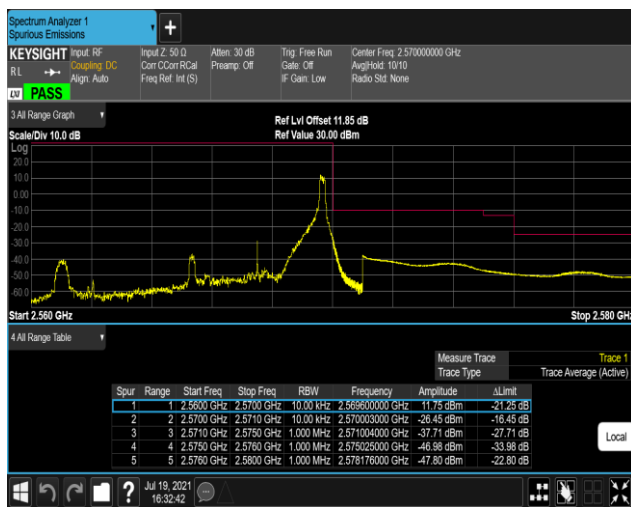 Spectrum Analyzer 1
Spurious Emissions
+
KEYSIGHT Input: RF Input Z: 50 Ω Atten: 30 dB Trig: Free Run Center Freq: 2.570000000 GHz
RL Coupling: DC Corr CCorr RCal Preamp: Off Gate: Off Avg|Hold: 10/10
Align: Auto Freq Ref: Int (S) IF Gain: Low Radio Std: None
LXI PASS
3 All Range Graph
Ref Lvl Offset 11.85 dB
Scale/Div 10.0 dB Ref Value 30.00 dBm
Log
20.0
10.0
0.00
-10.0
-20.0
-30.0
-40.0
-50.0
-60.0
Start 2.560 GHz Stop 2.580 GHz
4 All Range Table
Measure Trace Trace 1
Trace Type Trace Average (Active)
Spur Range Start Freq Stop Freq RBW Frequency Amplitude ΔLimit
1 1 2.5600 GHz 2.5700 GHz 10.00 kHz 2.569600000 GHz 11.75 dBm -21.25 dB
2 2 2.5700 GHz 2.5710 GHz 10.00 kHz 2.570003000 GHz -26.45 dBm -16.45 dB
3 3 2.5710 GHz 2.5750 GHz 1.000 MHz 2.571004000 GHz -37.71 dBm -27.71 dB
4 4 2.5750 GHz 2.5760 GHz 1.000 MHz 2.575025000 GHz -46.98 dBm -33.98 dB
5 5 2.5760 GHz 2.5800 GHz 1.000 MHz 2.578176000 GHz -47.80 dBm -22.80 dB
Local
? Jul 19, 2021
16:32:42